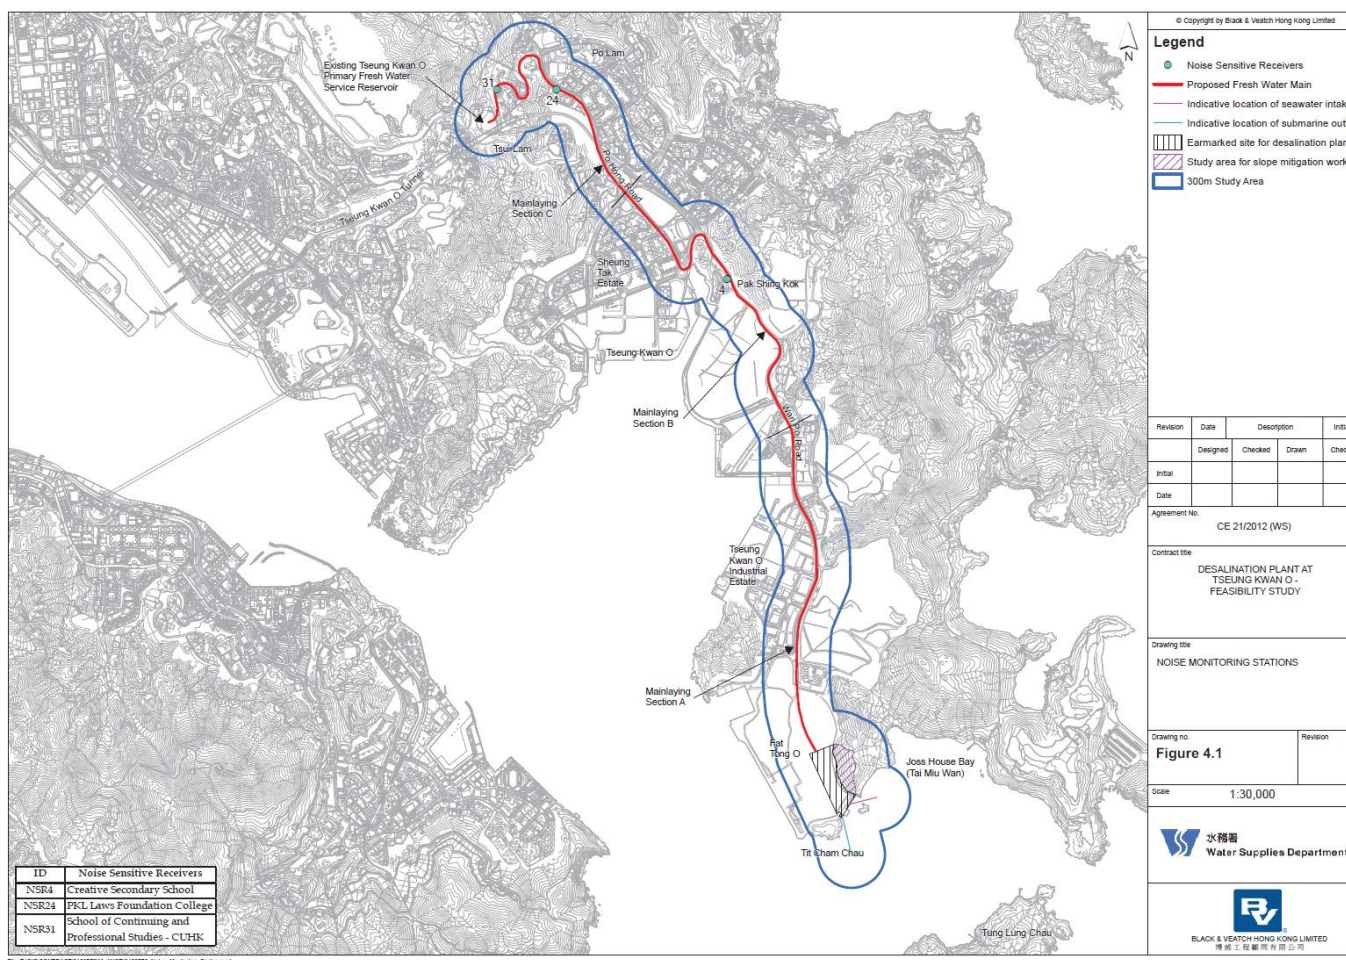 © Copyright by Black & Veatch Hong Kong Limited
Legend
Noise Sensitive Receivers
Proposed Fresh Water Main
Indicative location of seawater intak
Indicative location of submarine out
Earmarked site for desalination plan
Study area for slope mitigation work
300m Study Area
N
Po Lam
Existing Tseung Kwan O
Primary Fresh Water
Service Reservoir
31
24
Tsui Lam
Po Hong Road
Tseung Kwan O Tunnel
Mainlaying
Section C
Sheung
Tak
Estate
4
Pak Shing Kok
Tseung Kwan O
Mainlaying
Section B
Wan Po Road
Tseung
Kwan O
Industrial
Estate
Mainlaying
Section A
Fat
Tong O
Joss House Bay
(Tai Miu Wan)
Tit Cham Chau
Tung Lung Chau
ID Noise Sensitive Receivers
NSR4 Creative Secondary School
NSR24 PKL Laws Foundation College
NSR31 School of Continuing and
Professional Studies - CUHK
Revision Date Description Initia
Designed Checked Drawn Chec
Initial
Date
Agreement No.
CE 21/2012 (WS)
Contract title
DESALINATION PLANT AT
TSEUNG KWAN O -
FEASIBILITY STUDY
Drawing title
NOISE MONITORING STATIONS
Drawing no. Revision
Figure 4.1
Scale 1:30,000
水務署
Water Supplies Department
BV
BLACK & VEATCH HONG KONG LIMITED
博威工程顧問有限公司